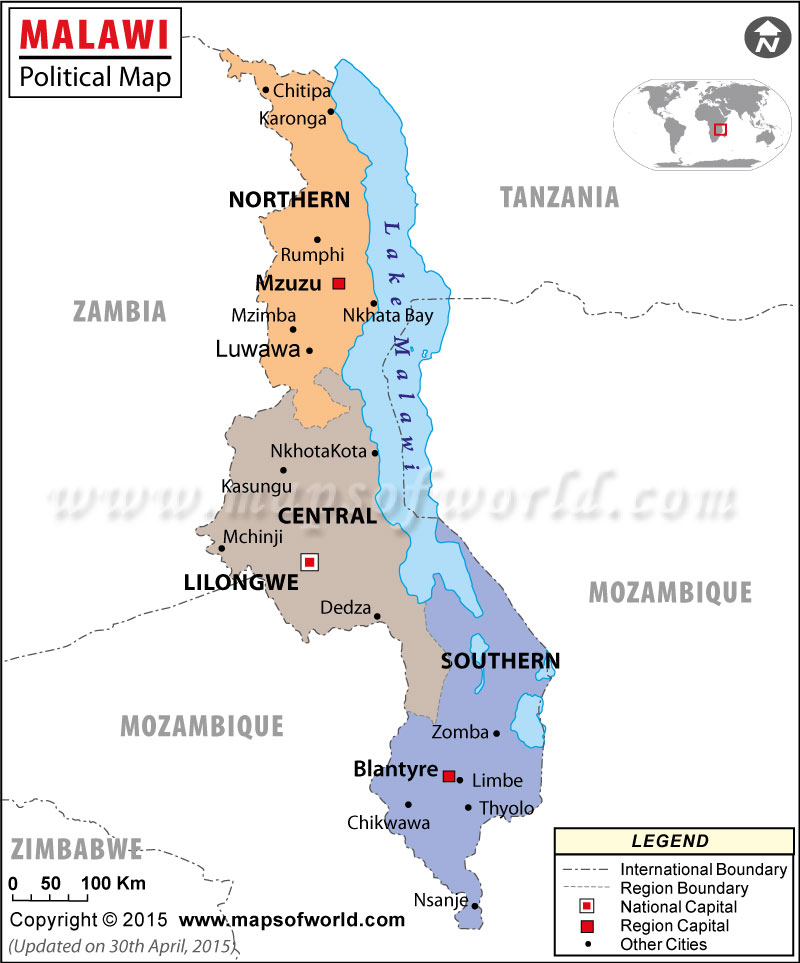 MALAWI
Political Map
N
Chitipa
Karonga
NORTHERN
TANZANIA
Lake Malawi
Rumphi
Mzuzu
ZAMBIA
Mzimba
Nkhata Bay
Luwawa
NkhotaKota
Kasungu
www.mapsofworld.com
CENTRAL
Mchinji
LILONGWE
MOZAMBIQUE
Dedza
SOUTHERN
MOZAMBIQUE
Zomba
Blantyre
Limbe
Thyolo
Chikwawa
ZIMBABWE
LEGEND
International Boundary
Region Boundary
National Capital
Region Capital
Other Cities
0 50 100 Km
Nsanje
Copyright © 2015 www.mapsofworld.com
(Updated on 30th April, 2015)